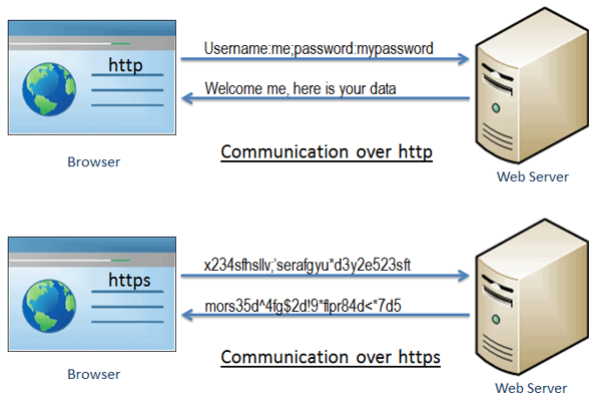 http
Username:me;password:mypassword
Welcome me, here is your data
Communication over http
Browser
Web Server
https
x234sfhsllv;'serafgyu*d3y2e523sft
mors35d^4fg$2d!9*flpr84d<*7d5
Communication over https
Browser
Web Server